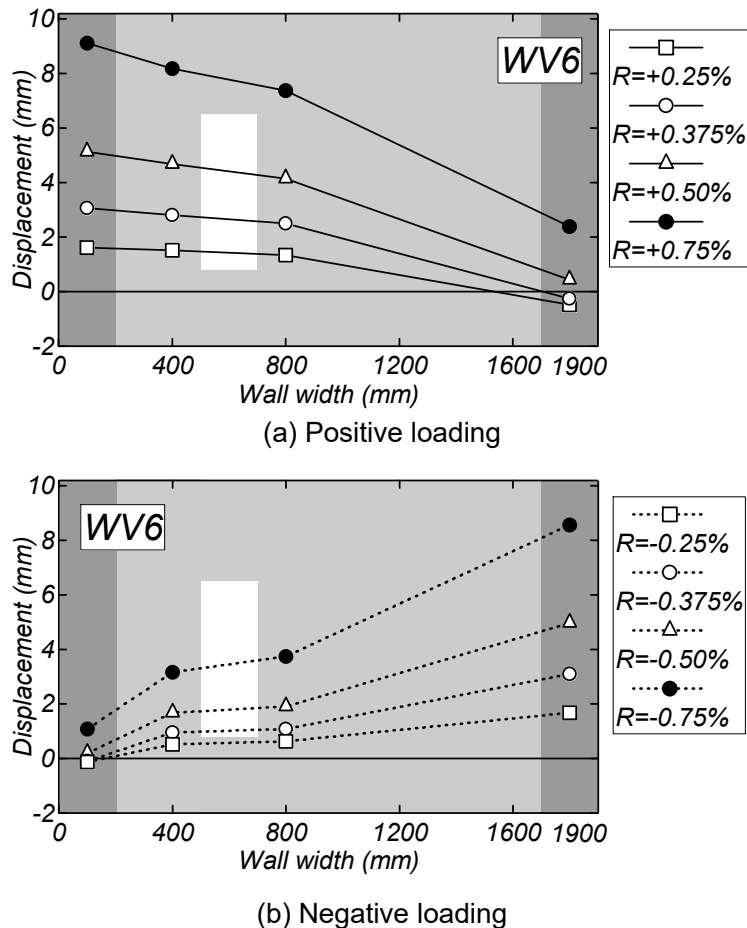 10
8
6
4
2
0
-2
Displacement (mm)
WV6
0 400 800 1200 1600 1900
Wall width (mm)
R=+0.25%
R=+0.375%
R=+0.50%
R=+0.75%
(a) Positive loading
10
8
6
4
2
0
-2
Displacement (mm)
WV6
0 400 800 1200 1600 1900
Wall width (mm)
R=-0.25%
R=-0.375%
R=-0.50%
R=-0.75%
(b) Negative loading